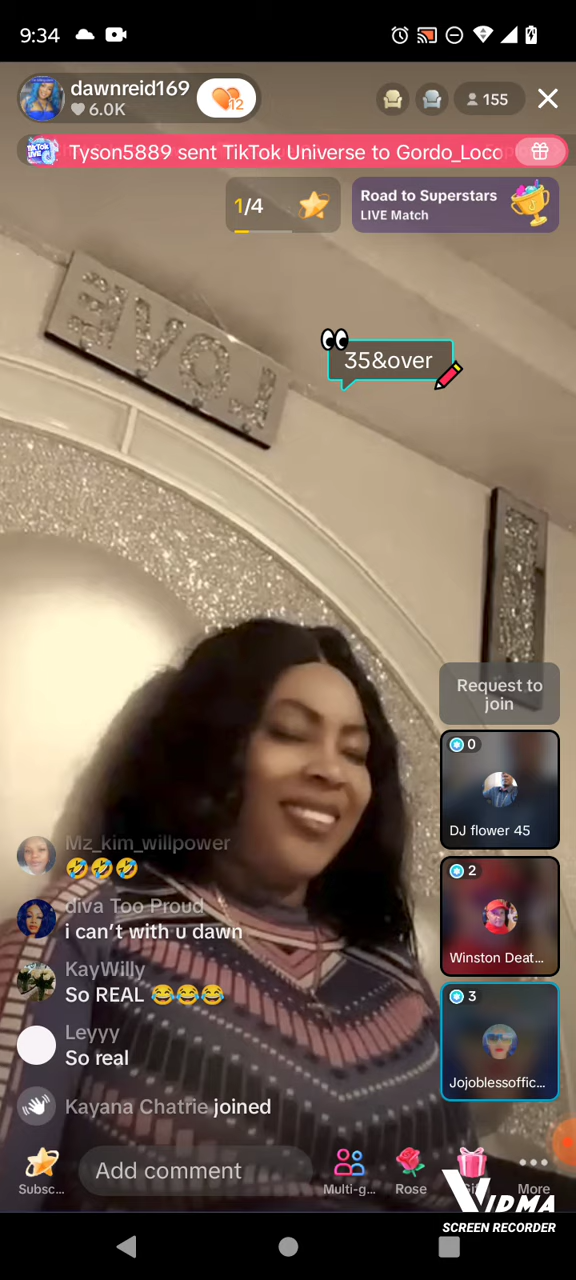 9:34
dawnreid169
6.0K
12
155
Tyson5889 sent TikTok Universe to Gordo_Loco
1/4
Road to Superstars
LIVE Match
LOVE
35&over
Request to
join
0
DJ flower 45
2
Winston Deat...
3
Jojoblessoffic...
Mz_kim_willpower
🤣🤣🤣
diva Too Proud
i can’t with u dawn
KayWilly
So REAL 😂😂😂
Leyyy
So real
Kayana Chatrie joined
Subsc...
Add comment
Multi-g...
Rose
More
VIDMA
SCREEN RECORDER